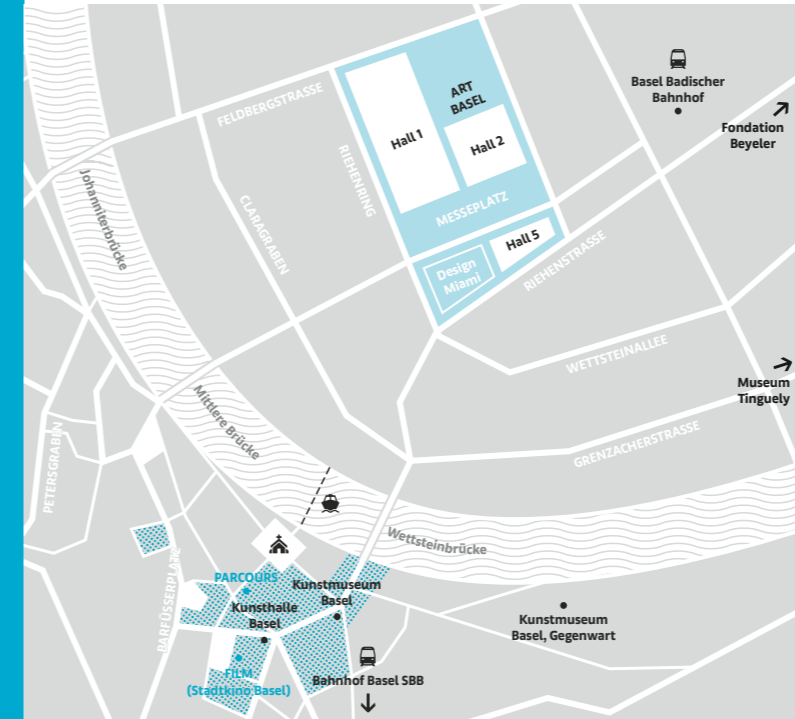 FELDBERGSTRASSE
RIEHENRING
CLARAGRABEN
Hall 1
ART
BASEL
Hall 2
MESSEPLATZ
Hall 5
Design
Miami
RIEHENSTRASSE
Basel Badischer
Bahnhof
Fondation
Beyeler
Johanniterbrücke
WETTSTEINALLEE
Museum
Tinguely
Mittlere Brücke
GRENZACHERSTRASSE
PETERSGRABEN
Wettsteinbrücke
BARFÜSSERPLATZ
PARCOURS
Kunstmuseum
Basel
Kunsthalle
Basel
Kunstmuseum
Basel, Gegenwart
FILM
(Stadtkino Basel)
Bahnhof Basel SBB